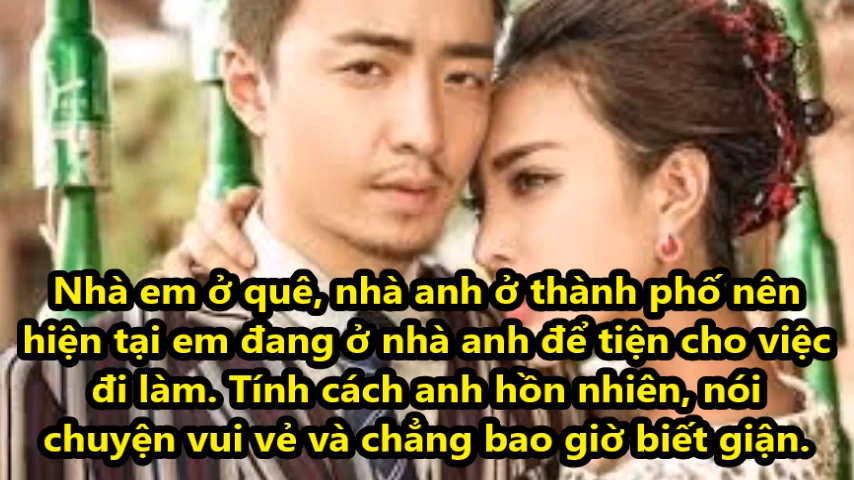 Nhà em ở quê, nhà anh ở thành phố nên
hiện tại em đang ở nhà anh để tiện cho việc
đi làm. Tính cách anh hồn nhiên, nói
chuyện vui vẻ và chẳng bao giờ biết giận.